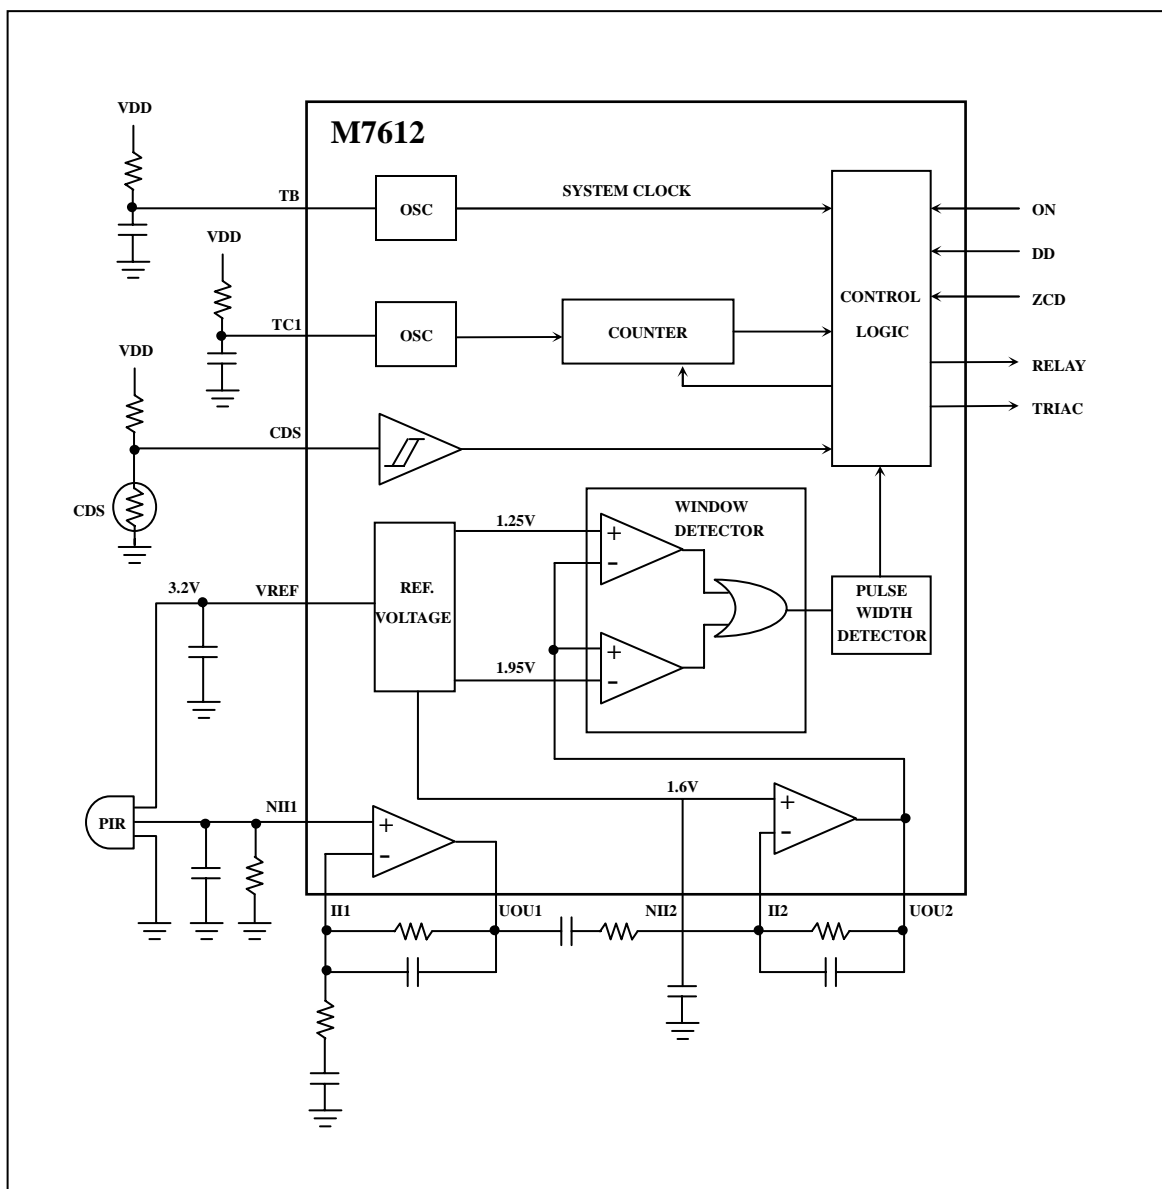 VDD
M7612
TB
OSC
SYSTEM CLOCK
ON
VDD
DD
CONTROL
LOGIC
ZCD
TC1
OSC
COUNTER
VDD
RELAY
TRIAC
CDS
CDS
1.25V
WINDOW
DETECTOR
+
−
3.2V
VREF
REF.
VOLTAGE
PULSE
WIDTH
DETECTOR
1.95V
+
−
1.6V
PIR
NII1
+
−
+
−
II1
UOU1
NII2
II2
UOU2